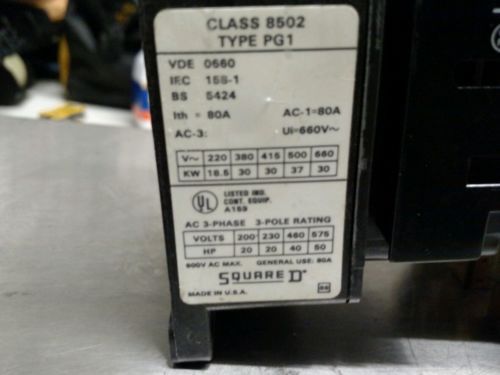 CLASS 8502
TYPE PG1
VDE 0660
IEC 158-1
BS 5424
Ith = 80A AC-1=80A
AC-3: Ui=660V~
V~ 220 380 415 500 660
KW 18.5 30 30 37 30
UL LISTED IND.
CONT. EQUIP.
A159
AC 3-PHASE 3-POLE RATING
VOLTS 200 230 460 575
HP 20 20 40 50
600V AC MAX. GENERAL USE: 80A
SQUARE D
MADE IN U.S.A.